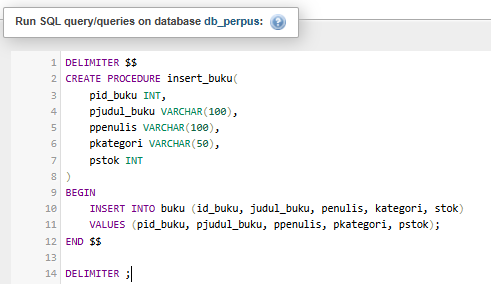 Run SQL query/queries on database db_perpus:
1 DELIMITER $$
2 CREATE PROCEDURE insert_buku(
3     pid_buku INT,
4     pjudul_buku VARCHAR(100),
5     ppenulis VARCHAR(100),
6     pkategori VARCHAR(50),
7     pstok INT
8 )
9 BEGIN
10     INSERT INTO buku (id_buku, judul_buku, penulis, kategori, stok)
11     VALUES (pid_buku, pjudul_buku, ppenulis, pkategori, pstok);
12 END $$
13
14 DELIMITER ;